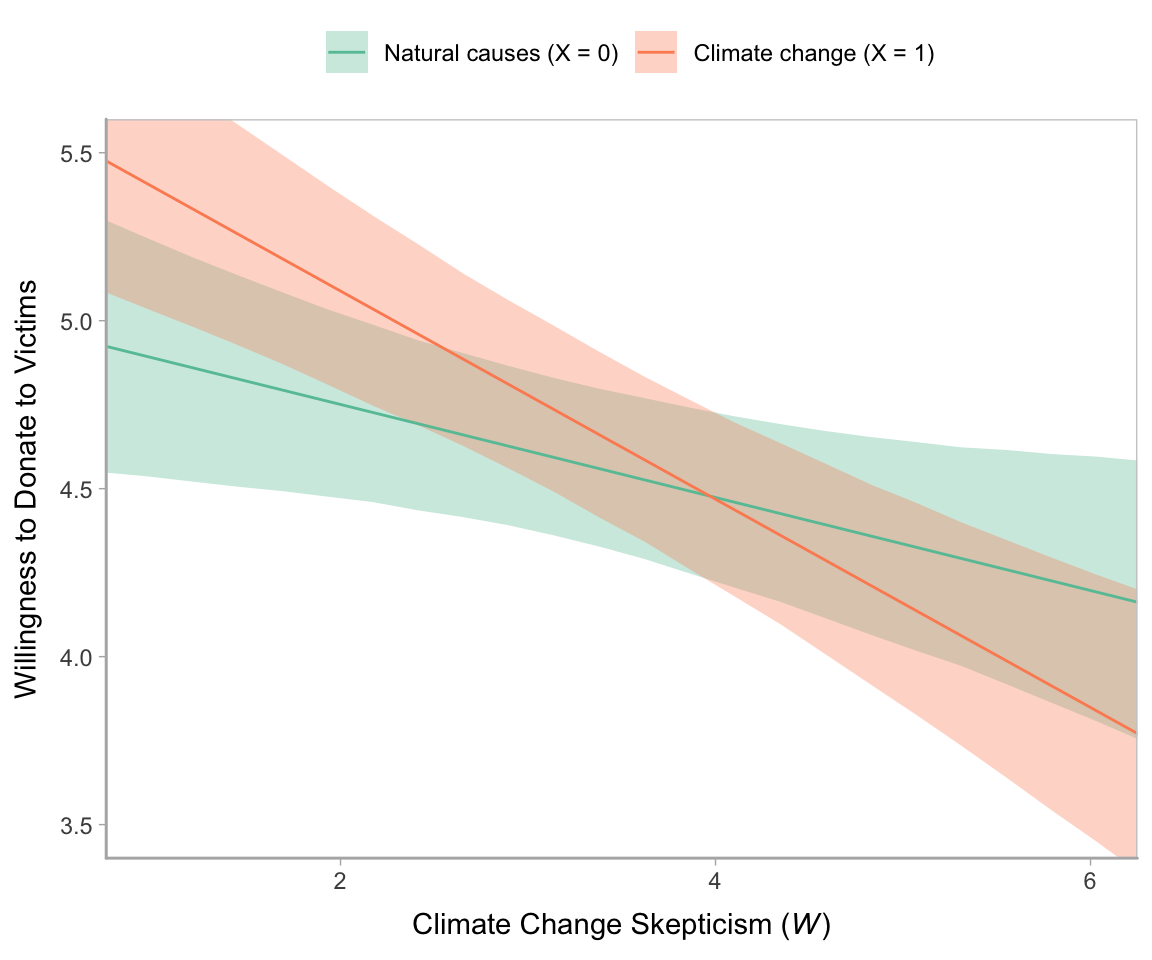 Natural causes (X = 0) Climate change (X = 1)
Willingness to Donate to Victims
5.5
5.0
4.5
4.0
3.5
2 4 6
Climate Change Skepticism (W)